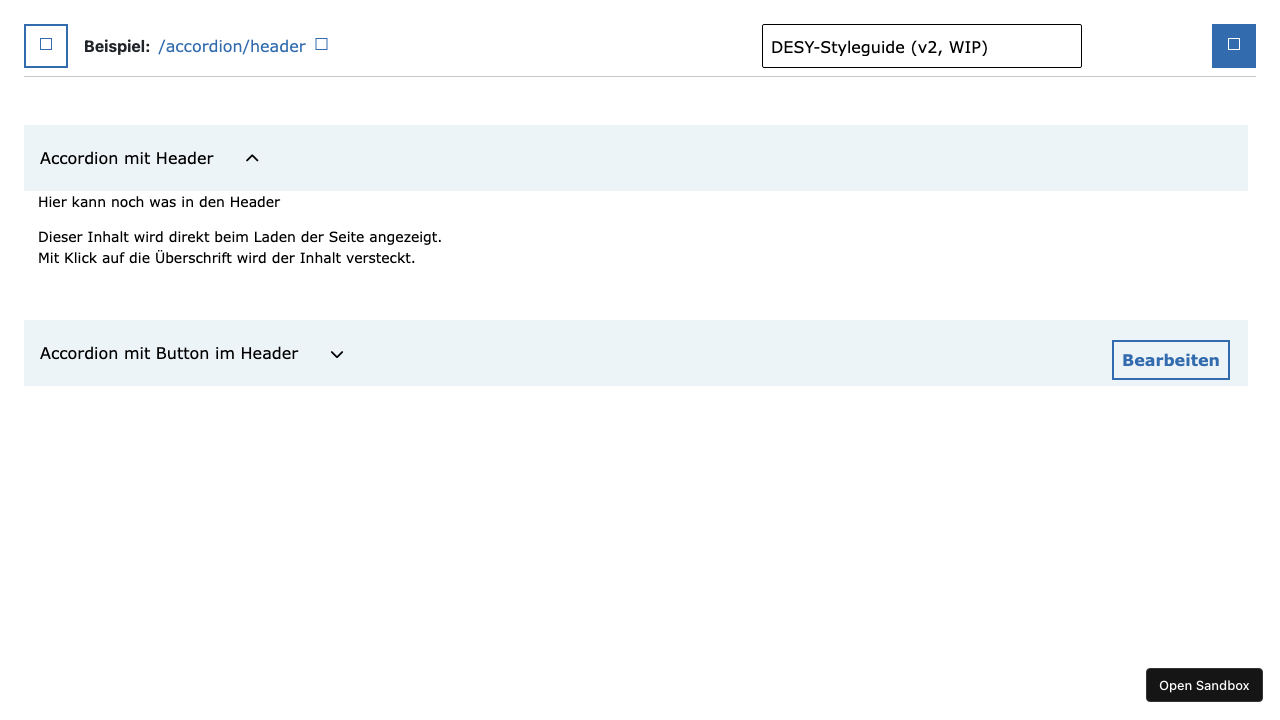 Beispiel: /accordion/header
DESY-Styleguide (v2, WIP)
Accordion mit Header
Hier kann noch was in den Header
Dieser Inhalt wird direkt beim Laden der Seite angezeigt.
Mit Klick auf die Überschrift wird der Inhalt versteckt.
Accordion mit Button im Header
Bearbeiten
Open Sandbox